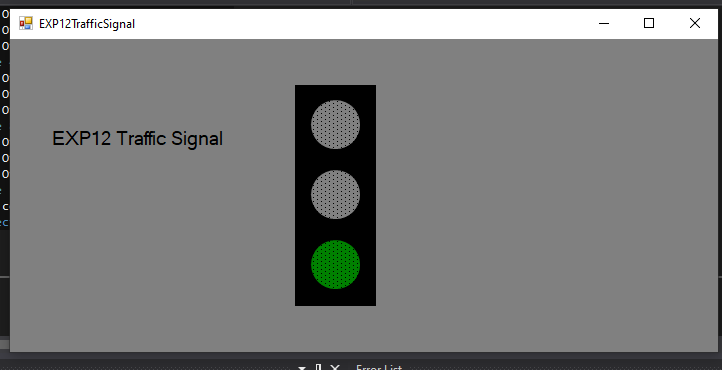 EXP12TrafficSignal
EXP12 Traffic Signal
Error List